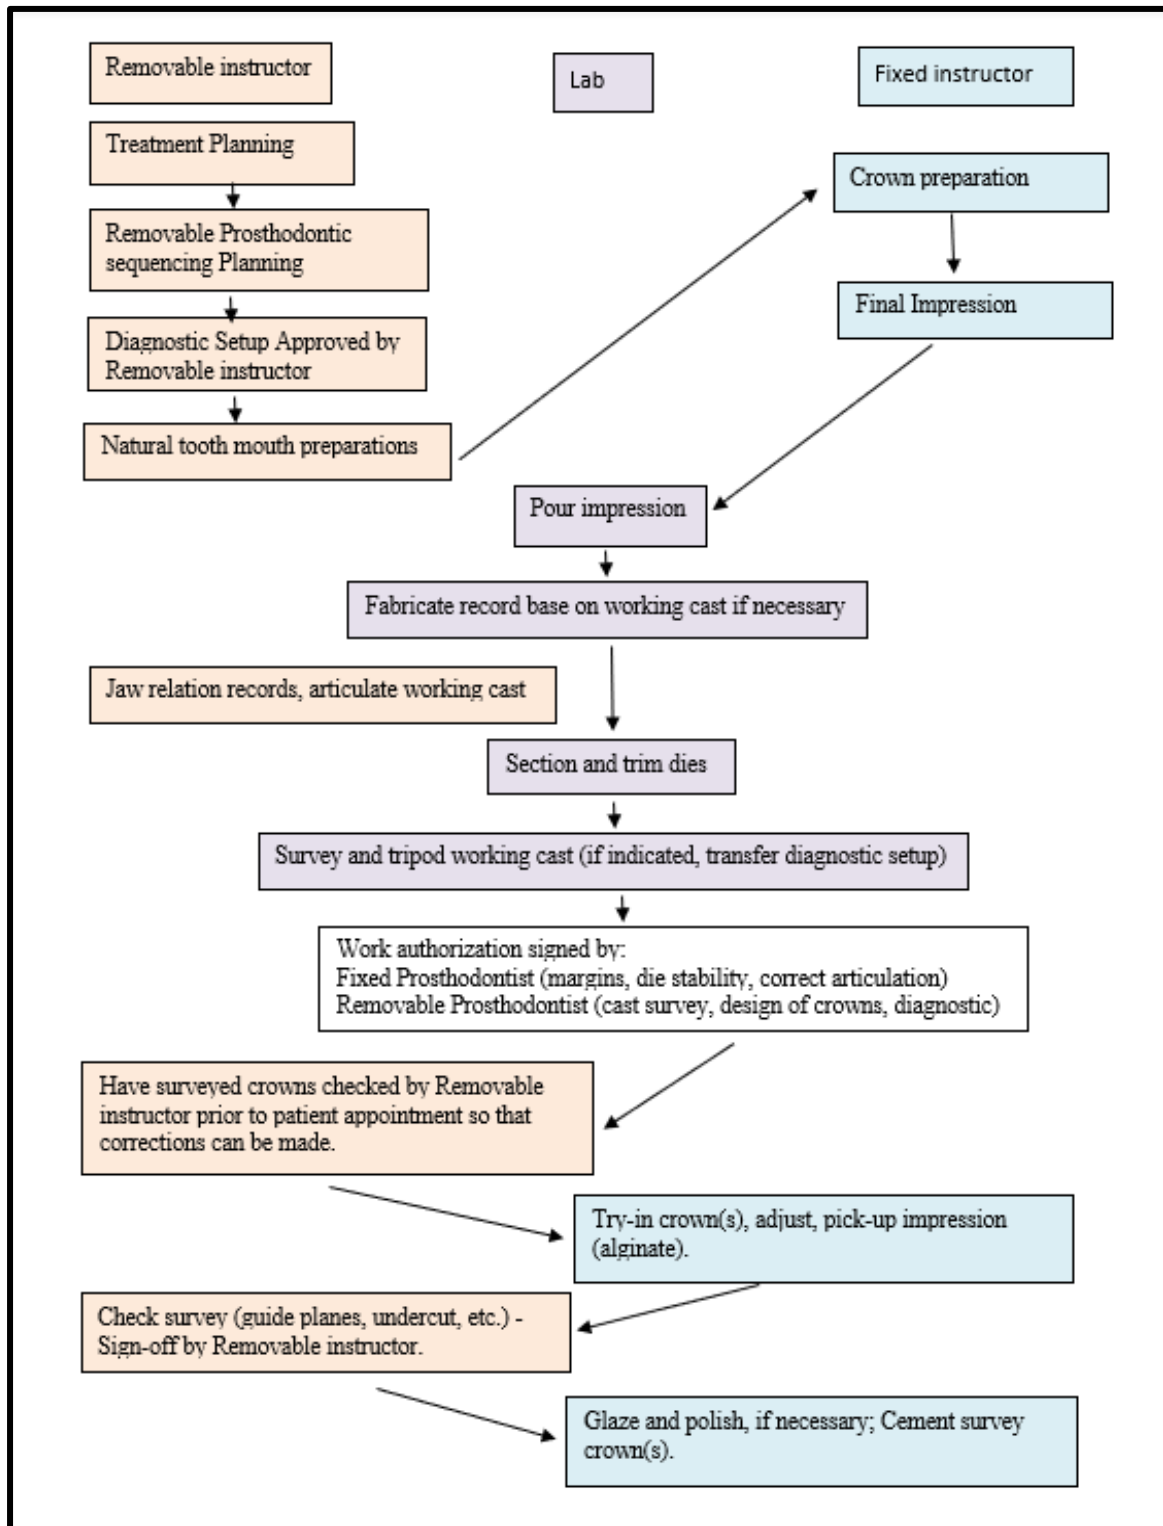 Removable instructor
Lab
Fixed instructor
Treatment Planning
Crown preparation
Removable Prosthodontic
sequencing Planning
Final Impression
Diagnostic Setup Approved by
Removable instructor
Natural tooth mouth preparations
Pour impression
Fabricate record base on working cast if necessary
Jaw relation records, articulate working cast
Section and trim dies
Survey and tripod working cast (if indicated, transfer diagnostic setup)
Work authorization signed by:
Fixed Prosthodontist (margins, die stability, correct articulation)
Removable Prosthodontist (cast survey, design of crowns, diagnostic)
Have surveyed crowns checked by Removable
instructor prior to patient appointment so that
corrections can be made.
Try-in crown(s), adjust, pick-up impression
(alginate).
Check survey (guide planes, undercut, etc.) -
Sign-off by Removable instructor.
Glaze and polish, if necessary; Cement survey
crown(s).